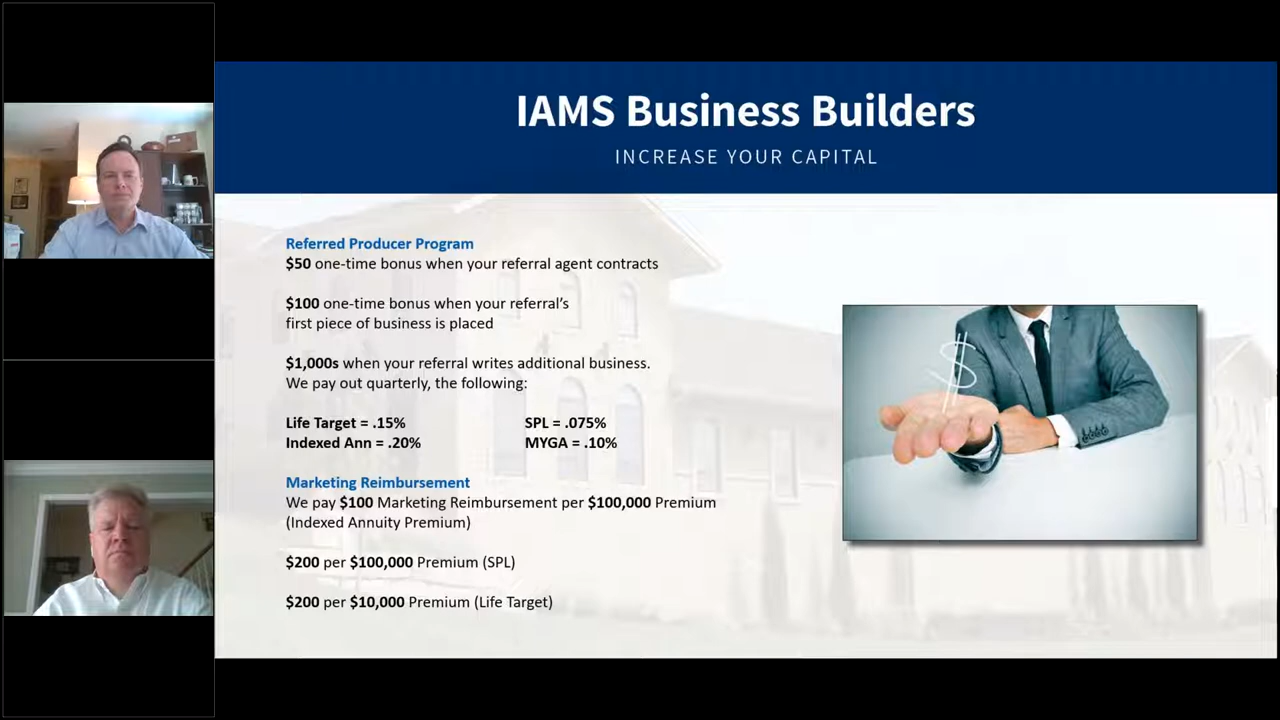 IAMS Business Builders
INCREASE YOUR CAPITAL
Referred Producer Program
$50 one-time bonus when your referral agent contracts
$100 one-time bonus when your referral’s
first piece of business is placed
$1,000s when your referral writes additional business.
We pay out quarterly, the following:
Life Target = .15% SPL = .075%
Indexed Ann = .20% MYGA = .10%
Marketing Reimbursement
We pay $100 Marketing Reimbursement per $100,000 Premium
(Indexed Annuity Premium)
$200 per $100,000 Premium (SPL)
$200 per $10,000 Premium (Life Target)
$